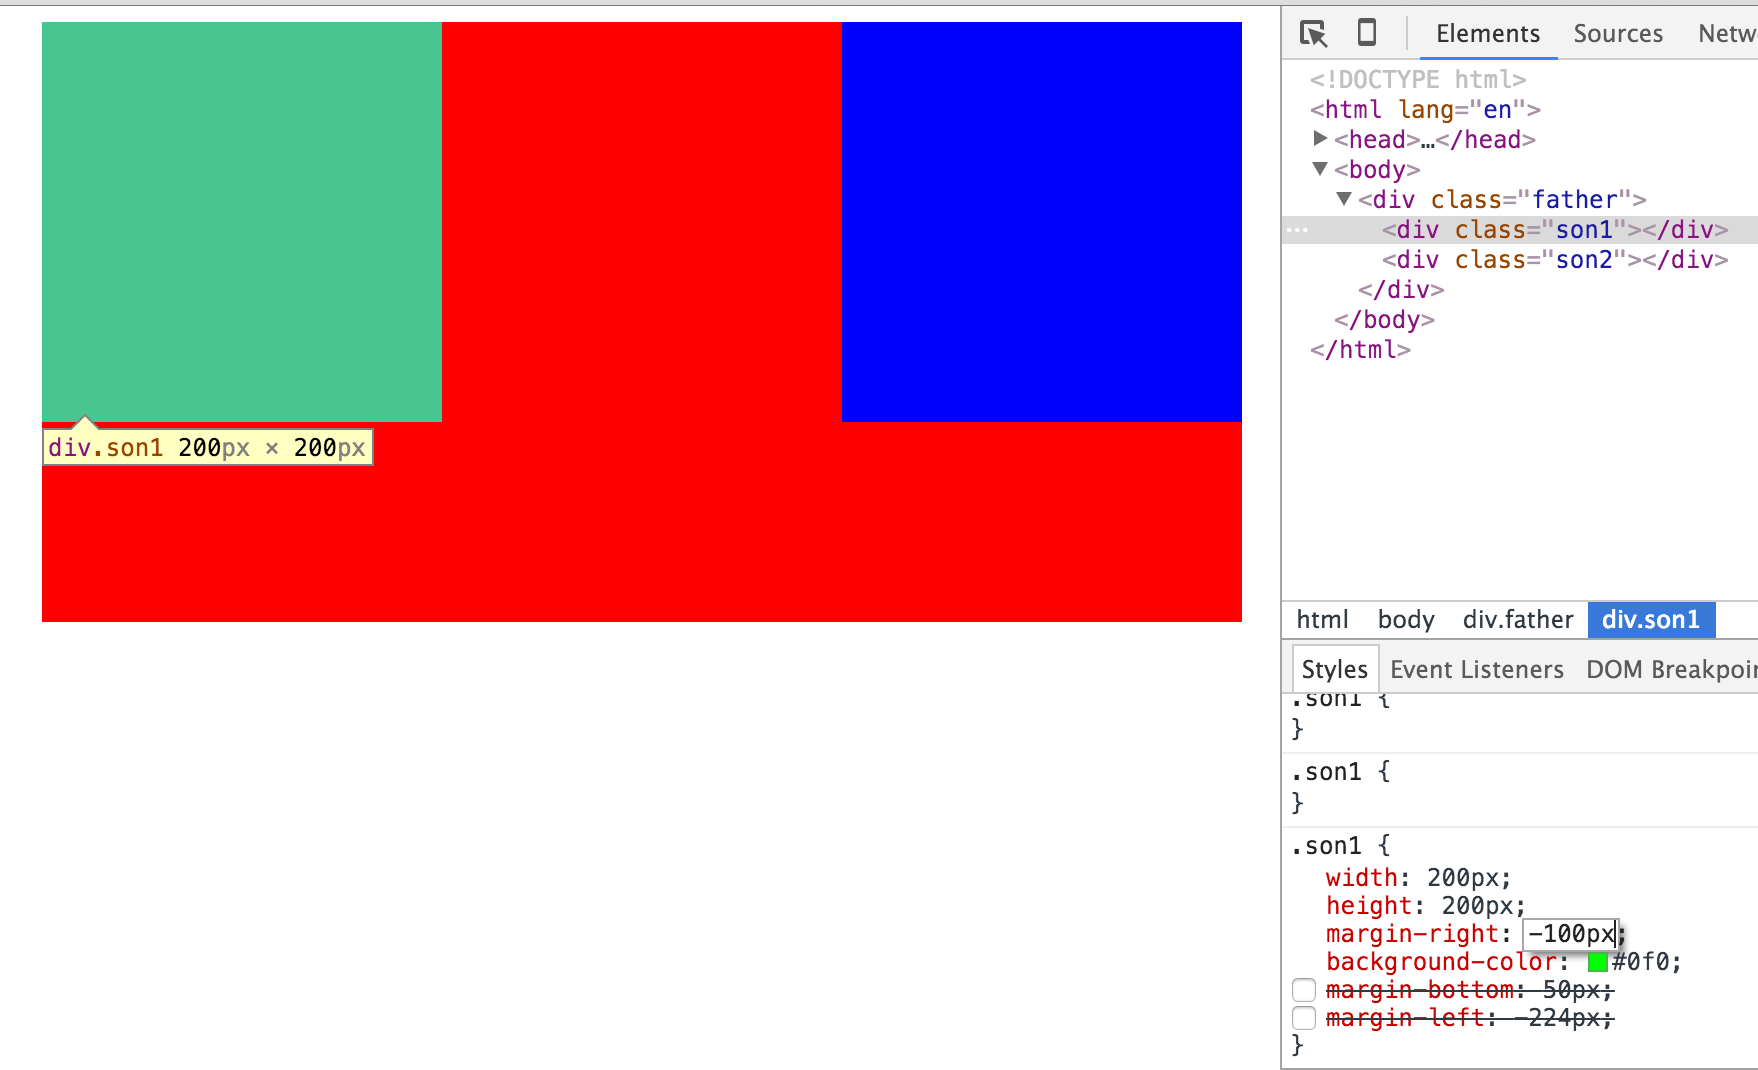 Elements Sources Netw
<!DOCTYPE html>
<html lang="en">
<head>…</head>
<body>
<div class="father">
<div class="son1"></div>
<div class="son2"></div>
</div>
</body>
</html>
div.son1 200px × 200px
html body div.father div.son1
Styles Event Listeners DOM Breakpoin
.son1 {
}
.son1 {
}
.son1 {
width: 200px;
height: 200px;
margin-right: -100px;
background-color: #0f0;
margin-bottom: 50px;
margin-left: -224px;
}